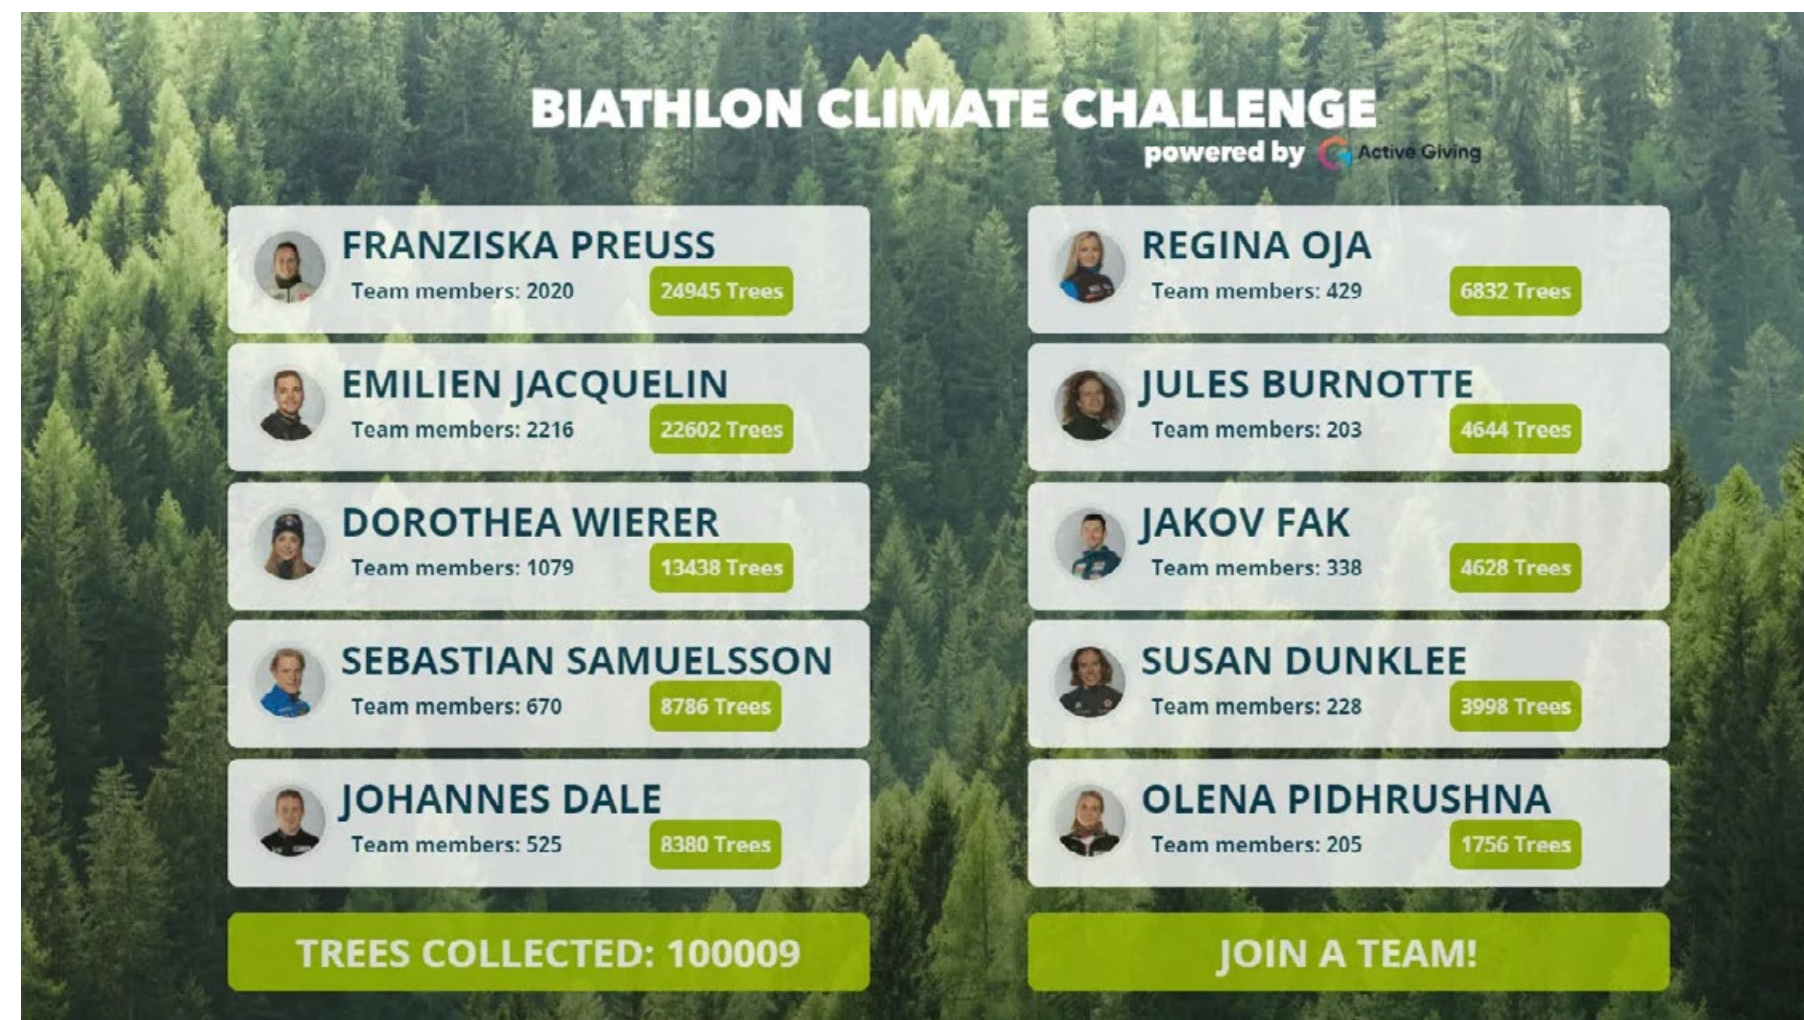 BIATHLON CLIMATE CHALLENGE
powered by Active Giving
FRANZISKA PREUSS
Team members: 2020 24945 Trees
EMILIEN JACQUELIN
Team members: 2216 22602 Trees
DOROTHEA WIERER
Team members: 1079 13438 Trees
SEBASTIAN SAMUELSSON
Team members: 670 8786 Trees
JOHANNES DALE
Team members: 525 8380 Trees
TREES COLLECTED: 100009
REGINA OJA
Team members: 429 6832 Trees
JULES BURNOTTE
Team members: 203 4644 Trees
JAKOV FAK
Team members: 338 4628 Trees
SUSAN DUNKLEE
Team members: 228 3998 Trees
OLENA PIDHRUSHNA
Team members: 205 1756 Trees
JOIN A TEAM!